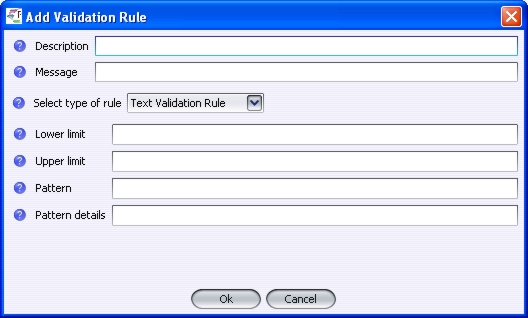 Add Validation Rule
Description
Message
Select type of rule Text Validation Rule
Lower limit
Upper limit
Pattern
Pattern details
Ok Cancel